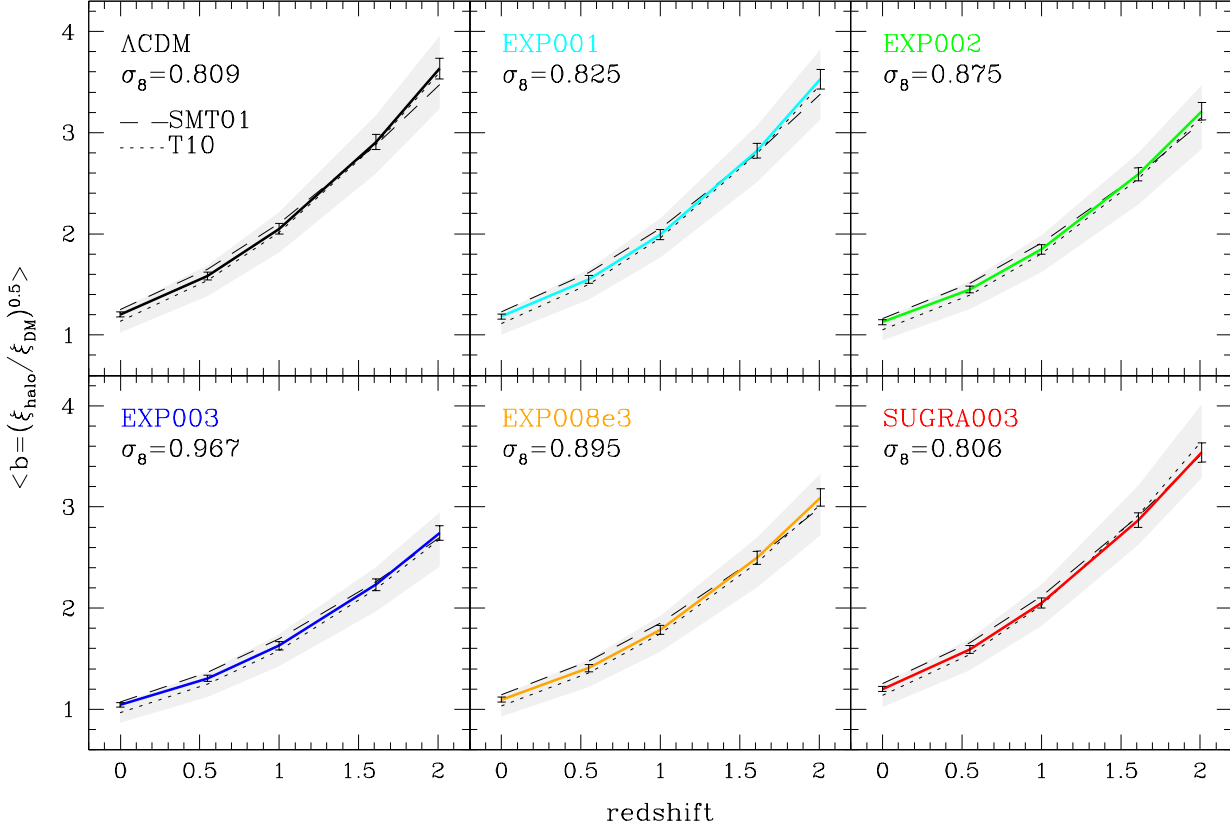 ΛCDM
σ₈=0.809
SMT01
T10
EXP001
σ₈=0.825
EXP002
σ₈=0.875
EXP003
σ₈=0.967
EXP008e3
σ₈=0.895
SUGRA003
σ₈=0.806
4
3
2
1
4
3
2
1
0 0.5 1 1.5 2
0 0.5 1 1.5 2
0 0.5 1 1.5 2
redshift
<b=(ξhalo/ξDM)^0.5>